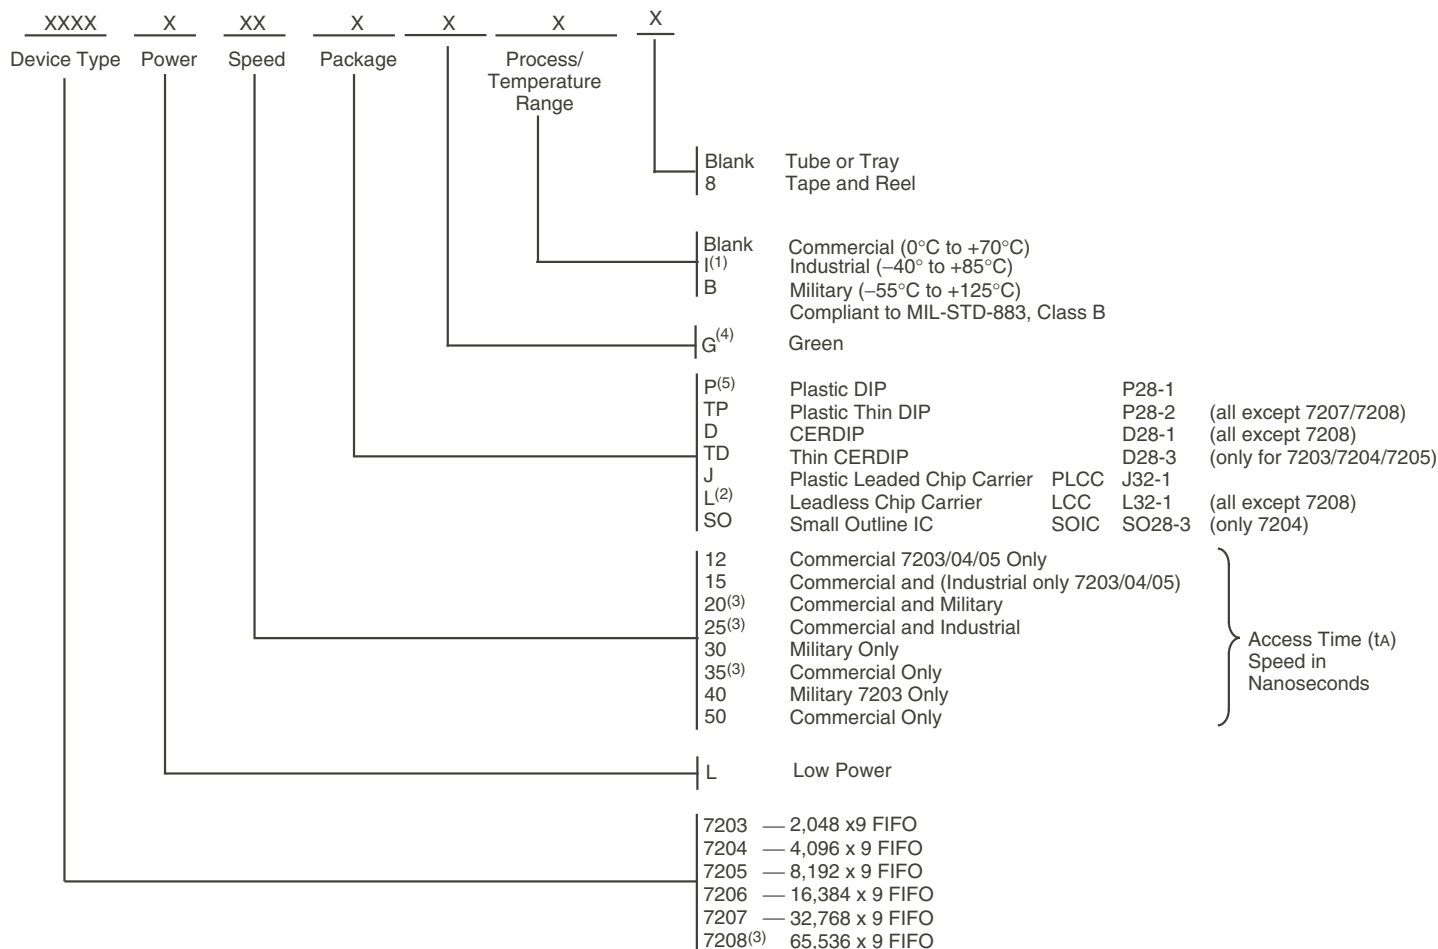 XXXX X XX X X X X
Device Type Power Speed Package Process/
Temperature
Range
Blank Tube or Tray
8 Tape and Reel
Blank Commercial (0°C to +70°C)
I(1) Industrial (–40° to +85°C)
B Military (–55°C to +125°C)
Compliant to MIL-STD-883, Class B
G(4) Green
P(5) Plastic DIP P28-1
TP Plastic Thin DIP P28-2 (all except 7207/7208)
D CERDIP D28-1 (all except 7208)
TD Thin CERDIP D28-3 (only for 7203/7204/7205)
J Plastic Leaded Chip Carrier PLCC J32-1
L(2) Leadless Chip Carrier LCC L32-1 (all except 7208)
SO Small Outline IC SOIC SO28-3 (only 7204)
12 Commercial 7203/04/05 Only
15 Commercial and (Industrial only 7203/04/05)
20(3) Commercial and Military
25(3) Commercial and Industrial
30 Military Only
35(3) Commercial Only
40 Military 7203 Only
50 Commercial Only
Access Time (tA)
Speed in
Nanoseconds
L Low Power
7203 — 2,048 x9 FIFO
7204 — 4,096 x 9 FIFO
7205 — 8,192 x 9 FIFO
7206 — 16,384 x 9 FIFO
7207 — 32,768 x 9 FIFO
7208(3) 65,536 x 9 FIFO